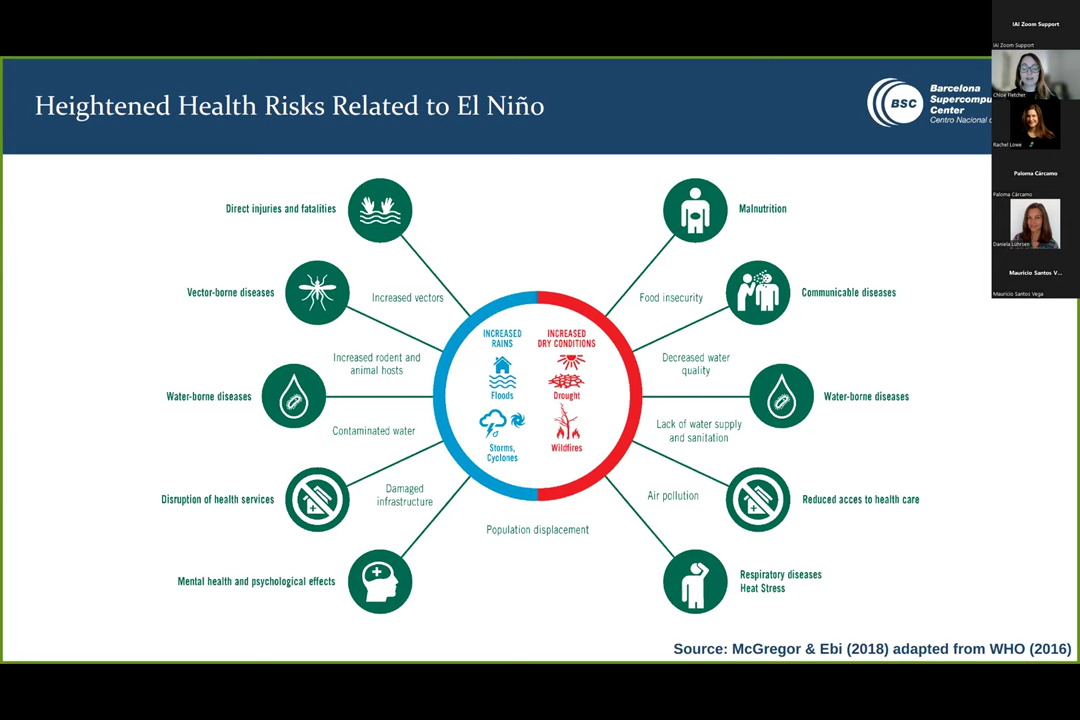 Heightened Health Risks Related to El Niño
BSC
Barcelona
Supercompu
Center
Centro Nacional
IAI Zoom Support
IAI Zoom Support
Chloe Fletcher
Rachel Lowe
Paloma Cárcamo
Paloma Cárcamo
Daniela Lührsen
Mauricio Santos V...
Mauricio Santos Vega
Direct injuries and fatalities
Vector-borne diseases
Water-borne diseases
Disruption of health services
Mental health and psychological effects
Increased vectors
Increased rodent and
animal hosts
Contaminated water
Damaged
infrastructure
Population displacement
INCREASED
RAINS
Floods
Storms,
Cyclones
INCREASED
DRY CONDITIONS
Drought
Wildfires
Food insecurity
Decreased water
quality
Lack of water supply
and sanitation
Air pollution
Malnutrition
Communicable diseases
Water-borne diseases
Reduced acces to health care
Respiratory diseases
Heat Stress
Source: McGregor & Ebi (2018) adapted from WHO (2016)